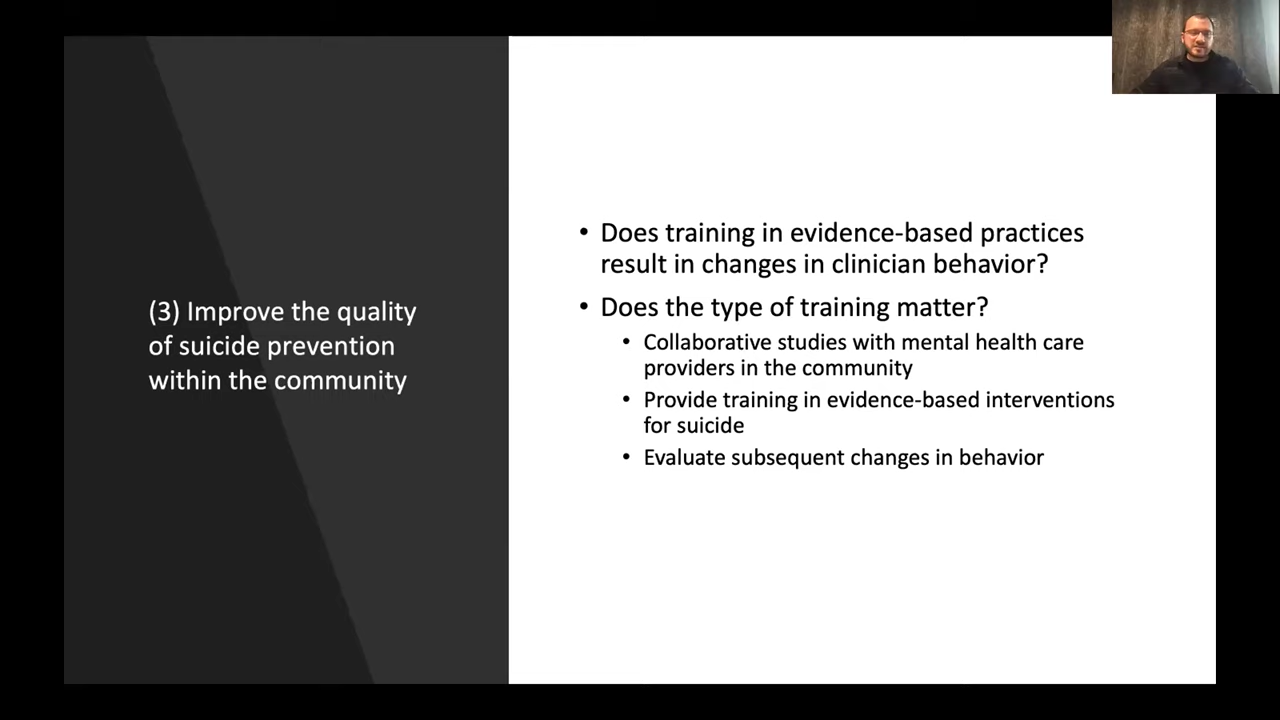 (3) Improve the quality
of suicide prevention
within the community
• Does training in evidence-based practices
result in changes in clinician behavior?
• Does the type of training matter?
• Collaborative studies with mental health care
providers in the community
• Provide training in evidence-based interventions
for suicide
• Evaluate subsequent changes in behavior